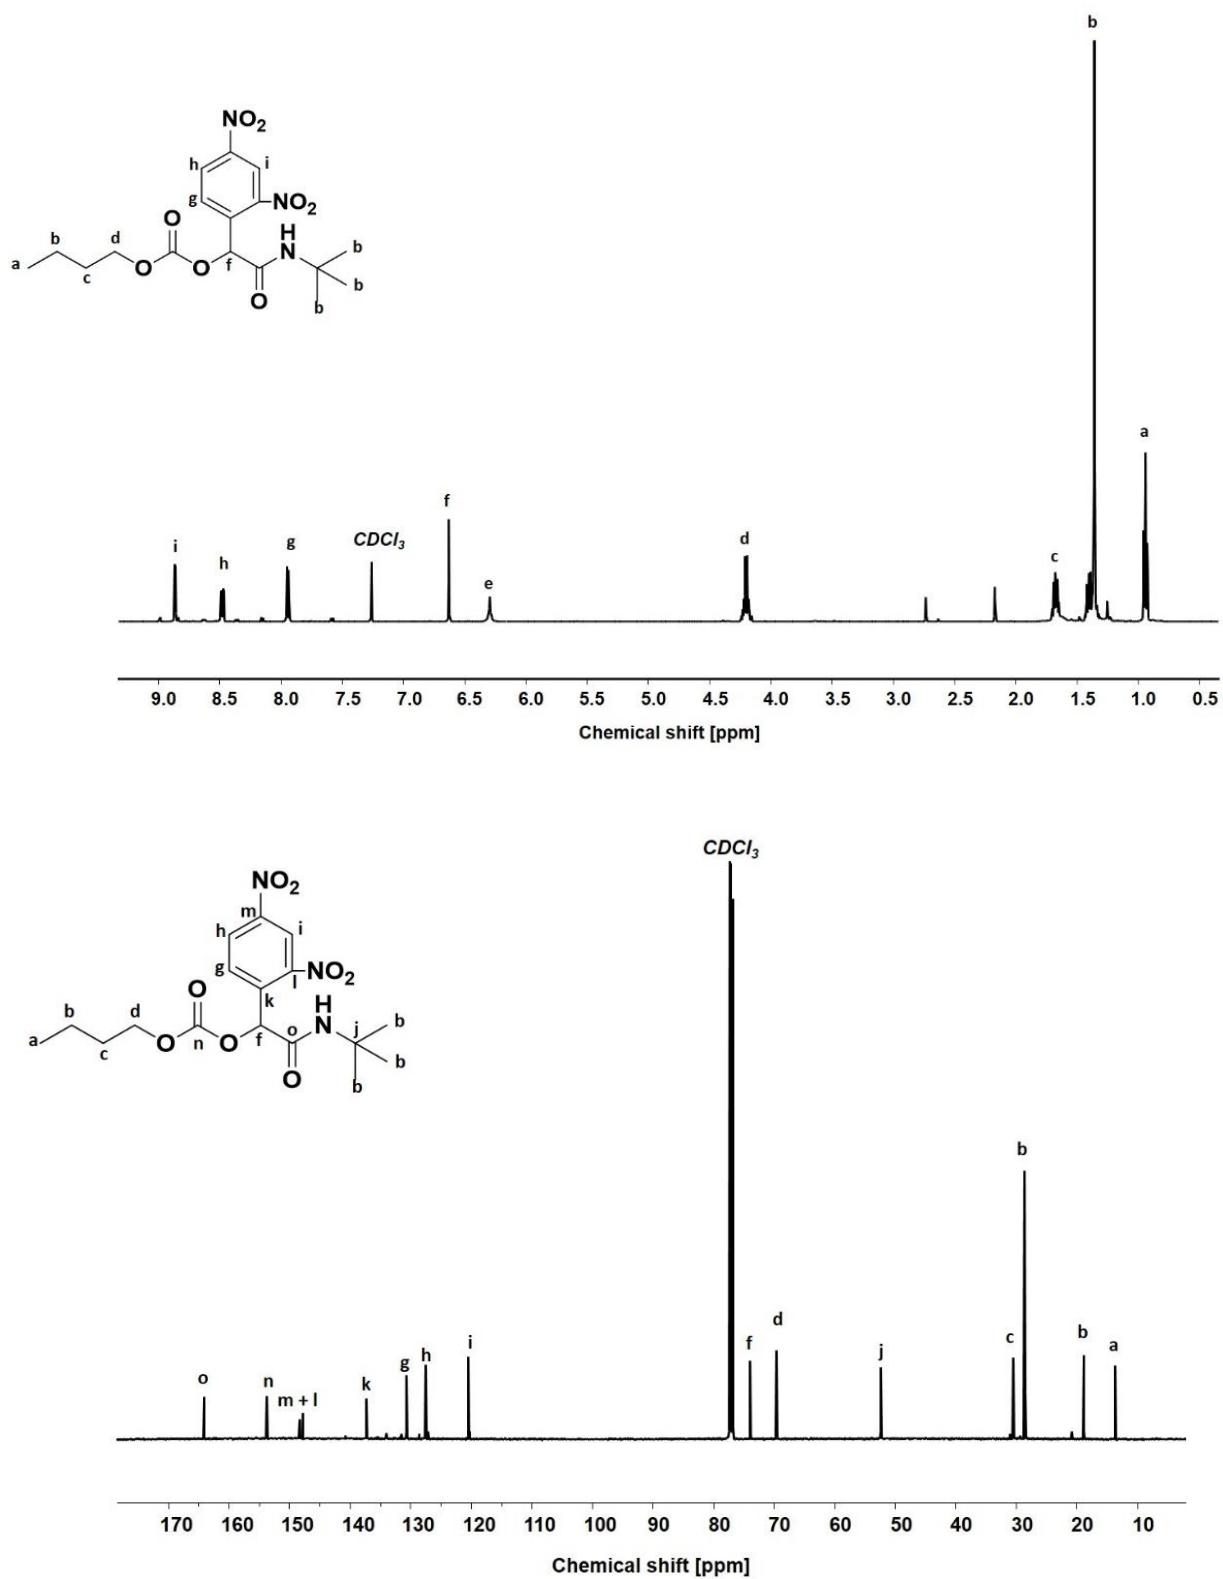 b
NO2
h
i
g
NO2
O
H
N
b
b
d
a
c
O
O
f
b
O
b
a
f
i
h
g
CDCl3
e
d
c
9.0 8.5 8.0 7.5 7.0 6.5 6.0 5.5 5.0 4.5 4.0 3.5 3.0 2.5 2.0 1.5 1.0 0.5
Chemical shift [ppm]
CDCl3
NO2
m
h
i
g
NO2
l
k
O
H
N
b
b
d
a
c
O
n
O
f
o
j
b
O
b
b
o
n
m + l
k
g
h
i
f
d
j
c
b
a
170 160 150 140 130 120 110 100 90 80 70 60 50 40 30 20 10
Chemical shift [ppm]